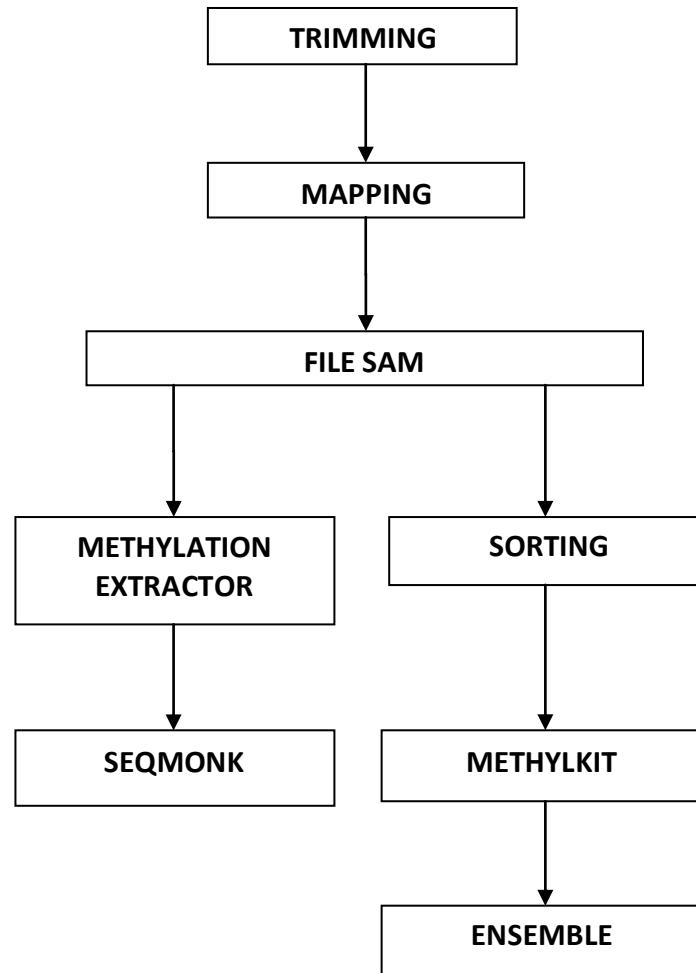 TRIMMING
MAPPING
FILE SAM
METHYLATION
EXTRACTOR
SORTING
SEQMONK
METHYLKIT
ENSEMBLE